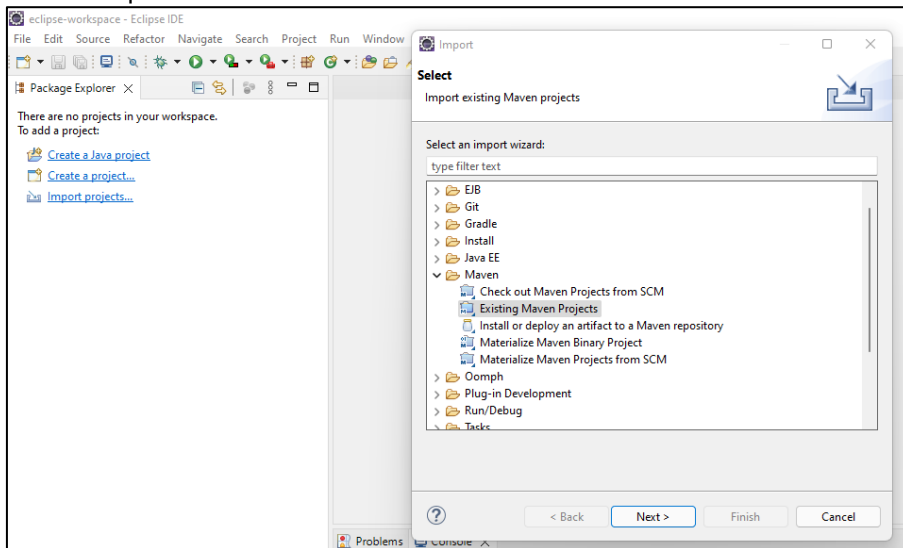 eclipse-workspace - Eclipse IDE
File Edit Source Refactor Navigate Search Project Run Window
Package Explorer
There are no projects in your workspace.
To add a project:
Create a Java project
Create a project...
Import projects...
Import
Select
Import existing Maven projects
Select an import wizard:
type filter text
EJB
Git
Gradle
Install
Java EE
Maven
Check out Maven Projects from SCM
Existing Maven Projects
Install or deploy an artifact to a Maven repository
Materialize Maven Binary Project
Materialize Maven Projects from SCM
Oomph
Plug-in Development
Run/Debug
Tasks
< Back Next > Finish Cancel
Problems Console